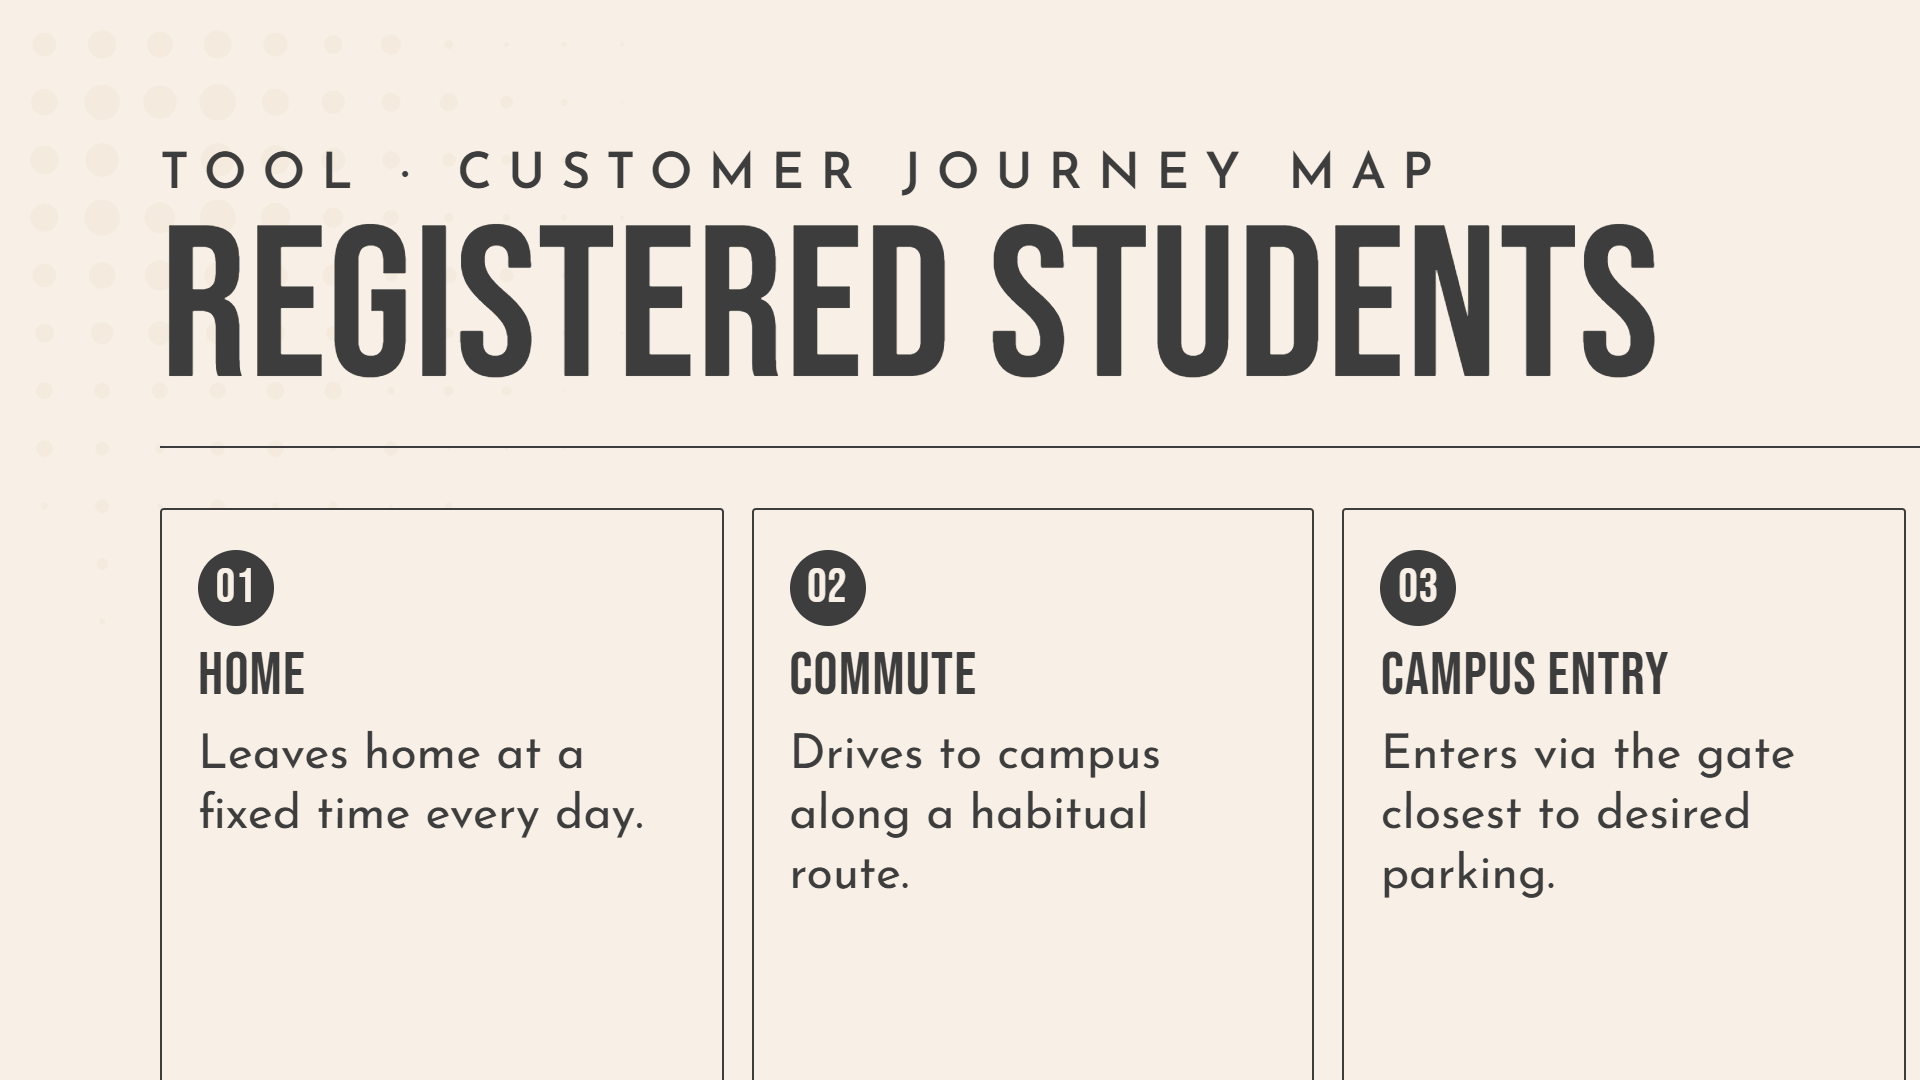 TOOL · CUSTOMER JOURNEY MAP
REGISTERED STUDENTS
01
HOME
Leaves home at a
fixed time every day.
02
COMMUTE
Drives to campus
along a habitual
route.
03
CAMPUS ENTRY
Enters via the gate
closest to desired
parking.